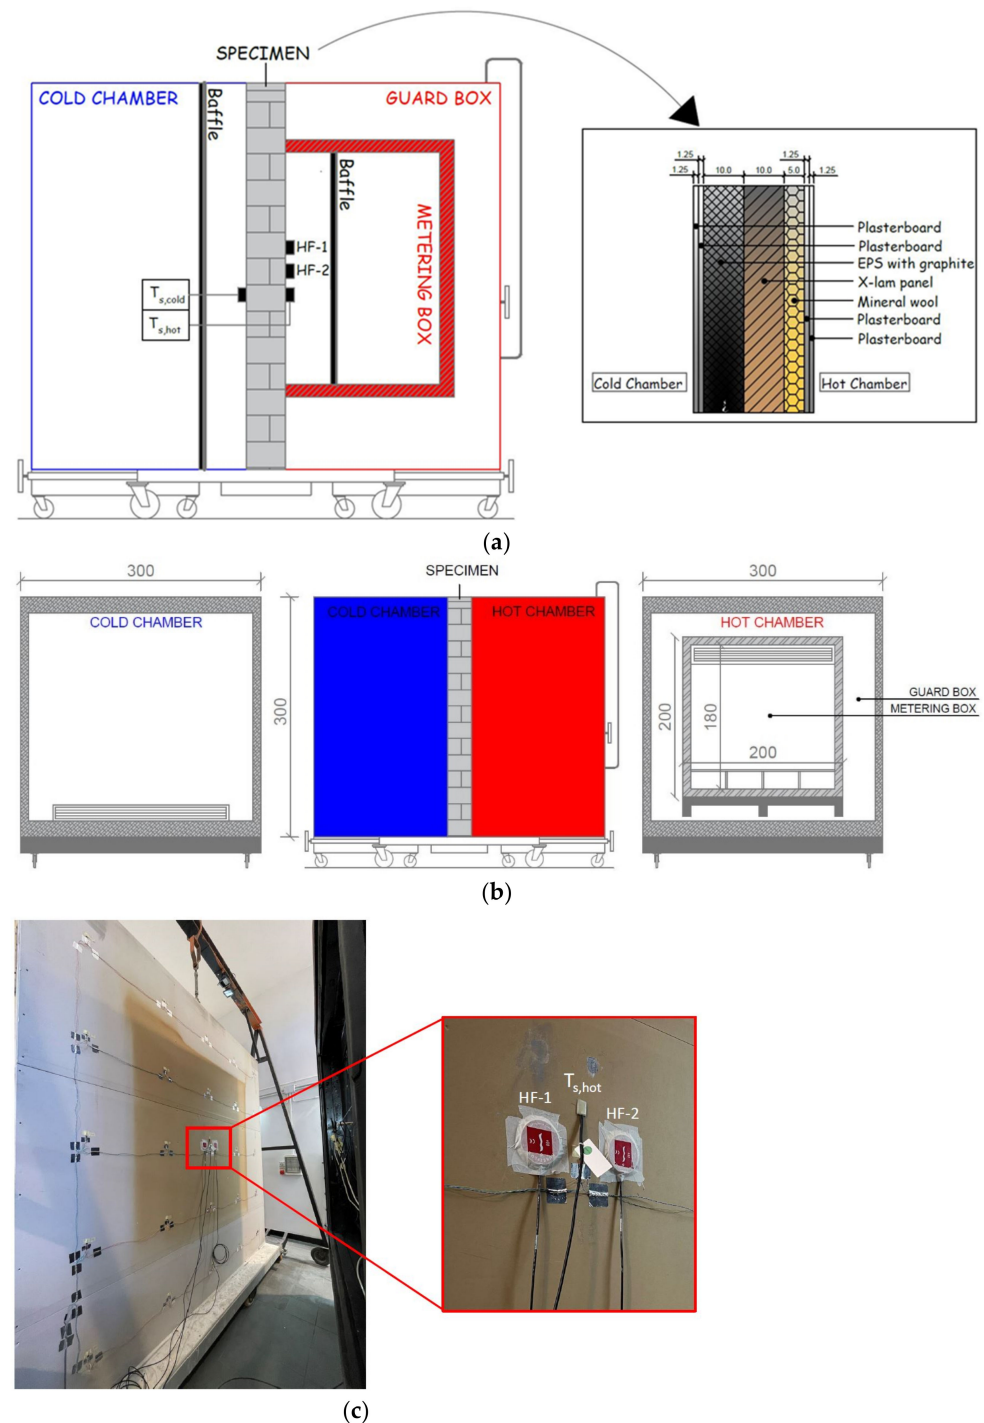 SPECIMEN
COLD CHAMBER
Baffle
GUARD BOX
Baffle
METERING BOX
HF-1
HF-2
Ts,cold
Ts,hot
1.25
1.25
1.25
10.0
10.0
5.0
1.25
Plasterboard
Plasterboard
EPS with graphite
X-lam panel
Mineral wool
Plasterboard
Plasterboard
Cold Chamber
Hot Chamber
(a)
300
COLD CHAMBER
SPECIMEN
300
COLD CHAMBER
HOT CHAMBER
300
HOT CHAMBER
200
180
200
GUARD BOX
METERING BOX
(b)
Ts,hot
HF-1
HF-2
(c)